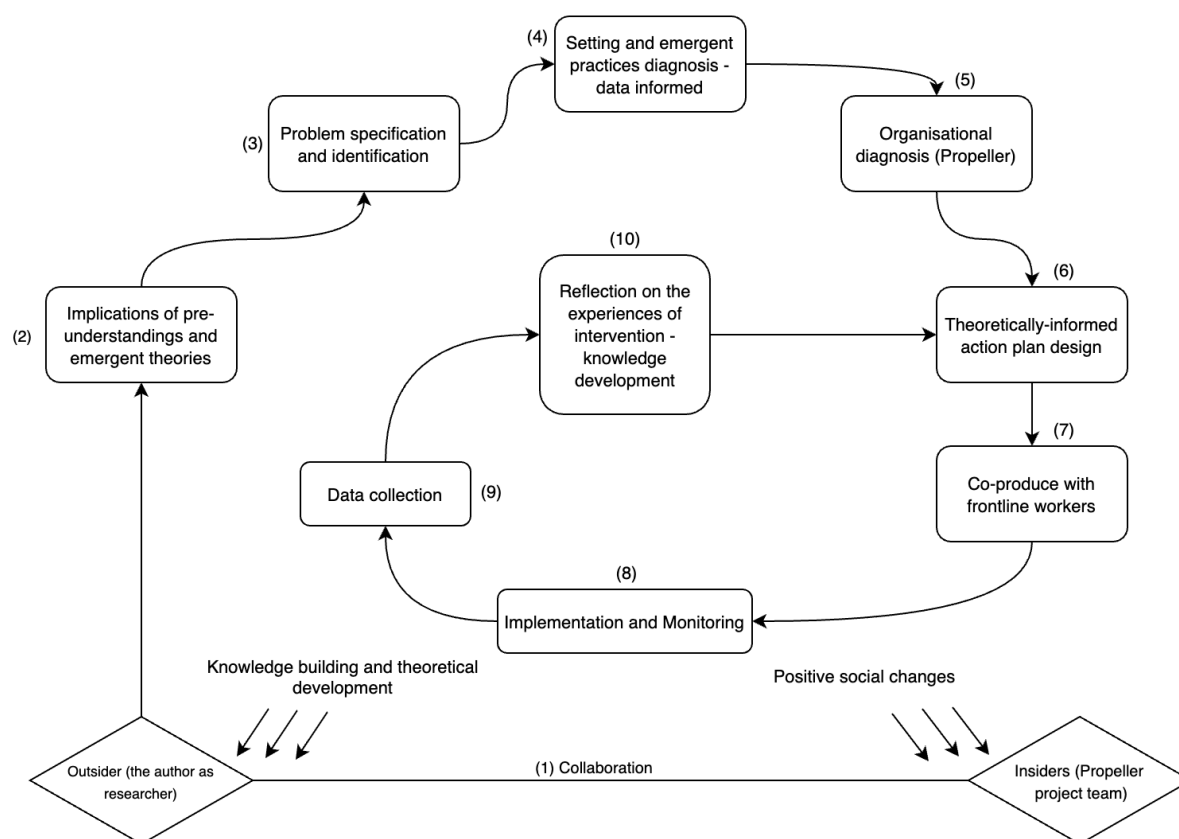 (4)
Setting and emergent
practices diagnosis -
data informed
(5)
Organisational
diagnosis (Propeller)
(3)
Problem specification
and identification
(10)
Reflection on the
experiences of
intervention -
knowledge
development
(6)
Theoretically-informed
action plan design
(2)
Implications of pre-
understandings and
emergent theories
(7)
Co-produce with
frontline workers
Data collection
(9)
(8)
Implementation and Monitoring
Knowledge building and theoretical
development
Positive social changes
Outsider (the author as
researcher)
(1) Collaboration
Insiders (Propeller
project team)